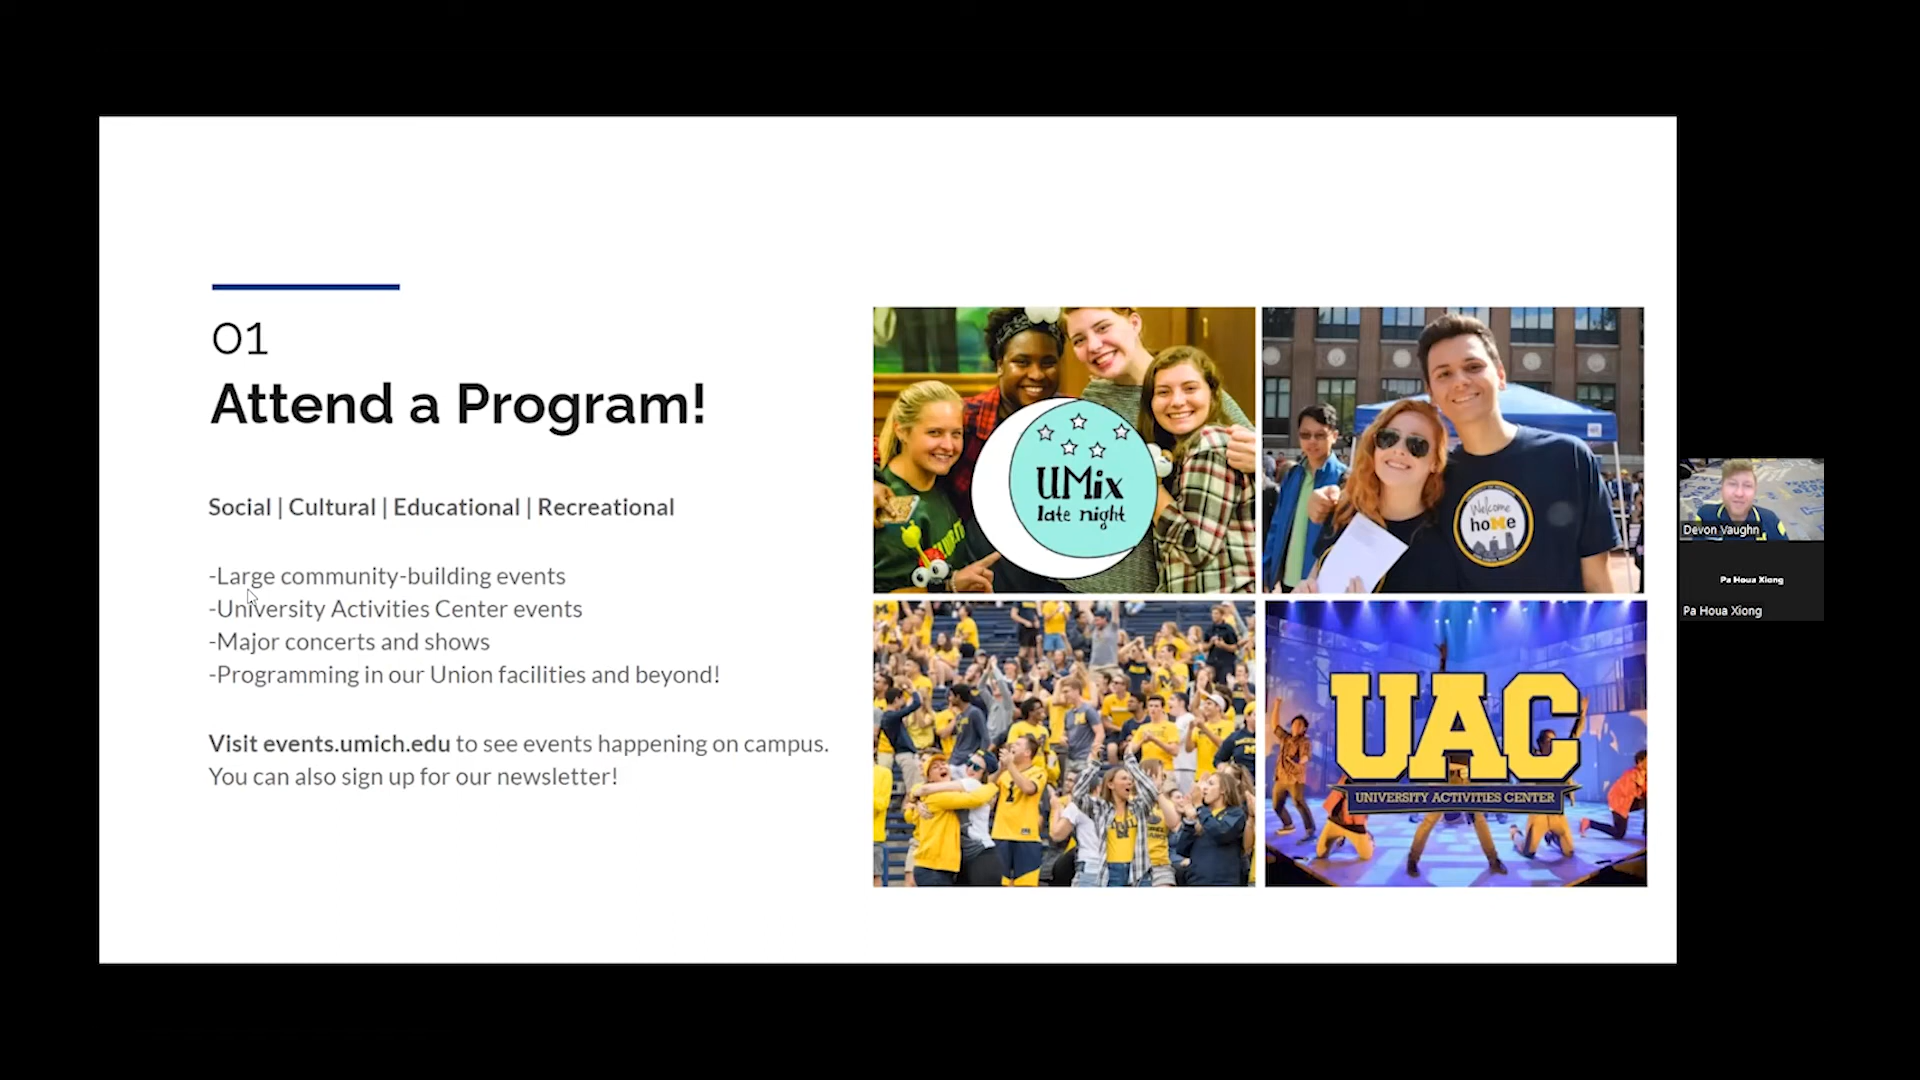 01
Attend a Program!
Social | Cultural | Educational | Recreational
-Large community-building events
-University Activities Center events
-Major concerts and shows
-Programming in our Union facilities and beyond!
Visit events.umich.edu to see events happening on campus.
You can also sign up for our newsletter!
UMix
late night
Welcome
hoMe
UAC
UNIVERSITY ACTIVITIES CENTER
Devon Vaughn
Pa Houa Xiong
Pa Houa Xiong